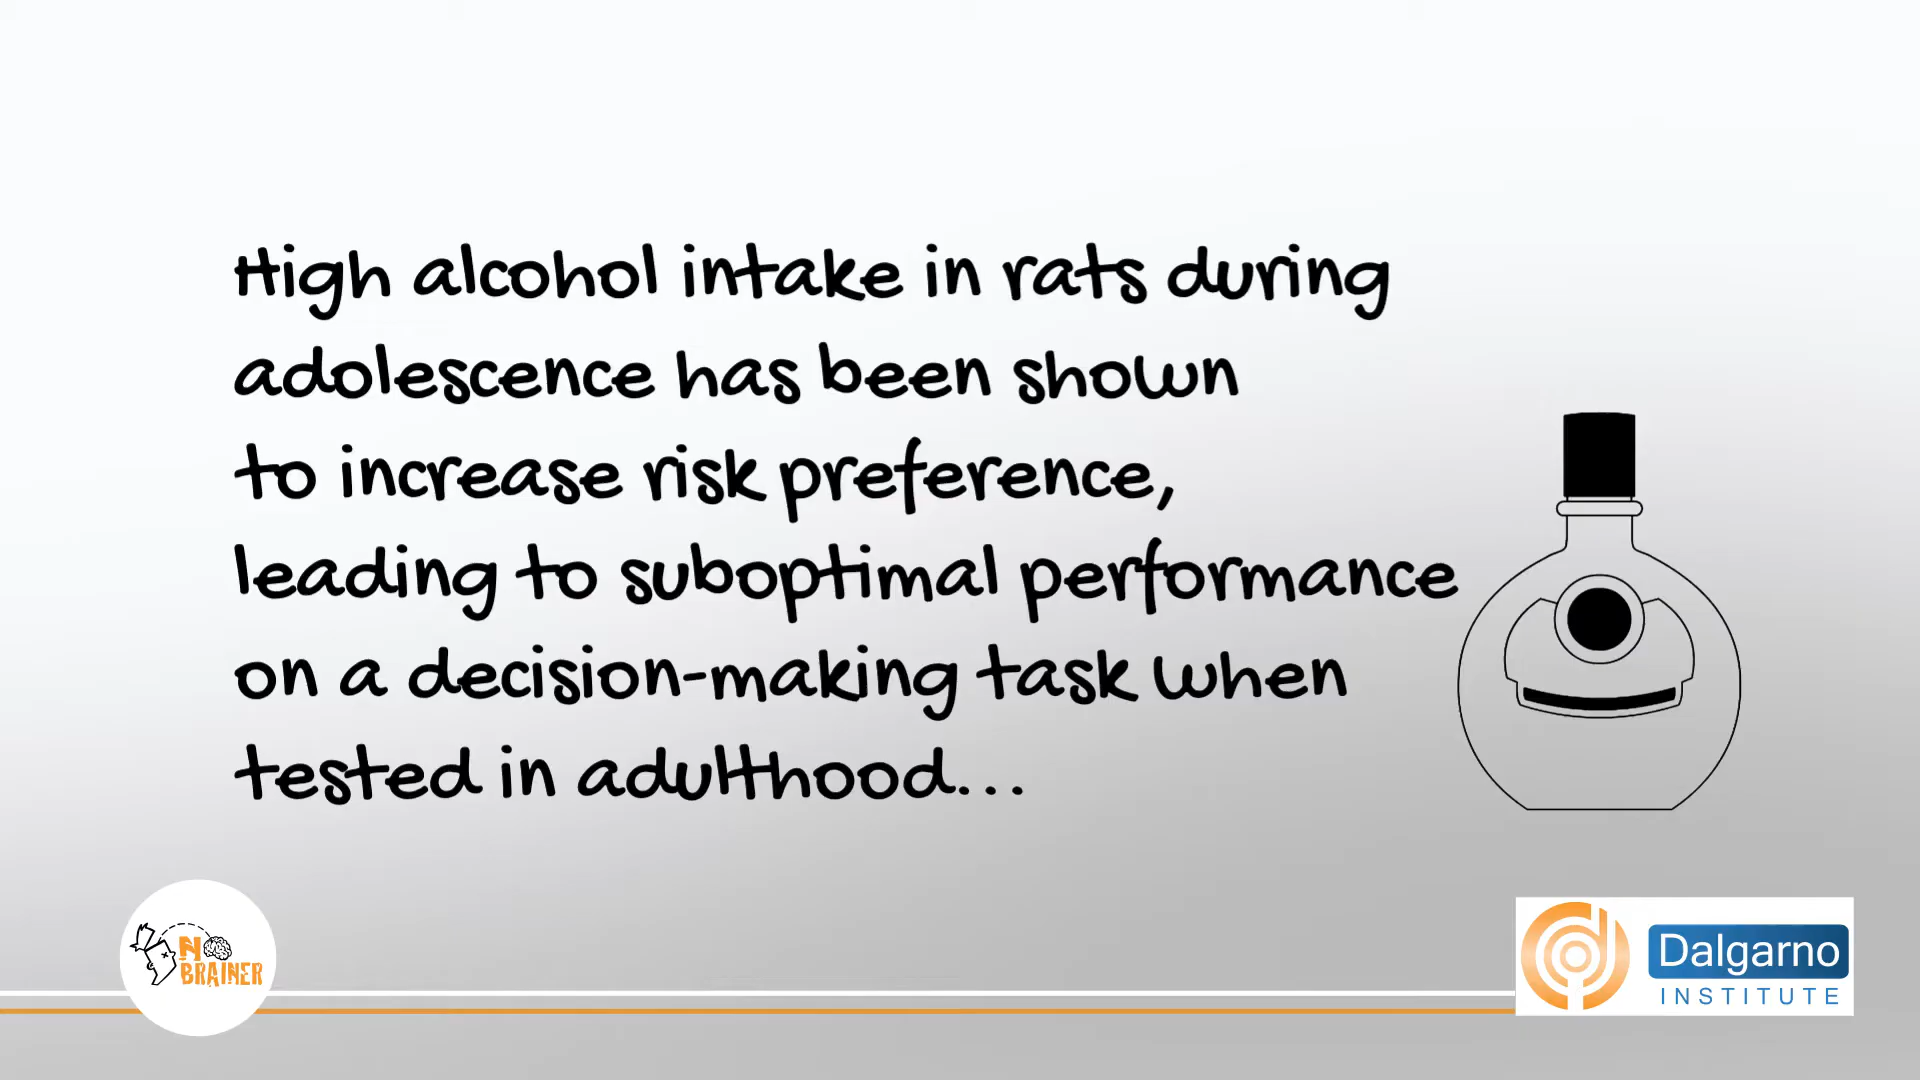 High alcohol intake in rats during
adolescence has been shown
to increase risk preference,
leading to suboptimal performance
on a decision-making task when
tested in adulthood...
NO
BRAINER
Dalgarno
INSTITUTE